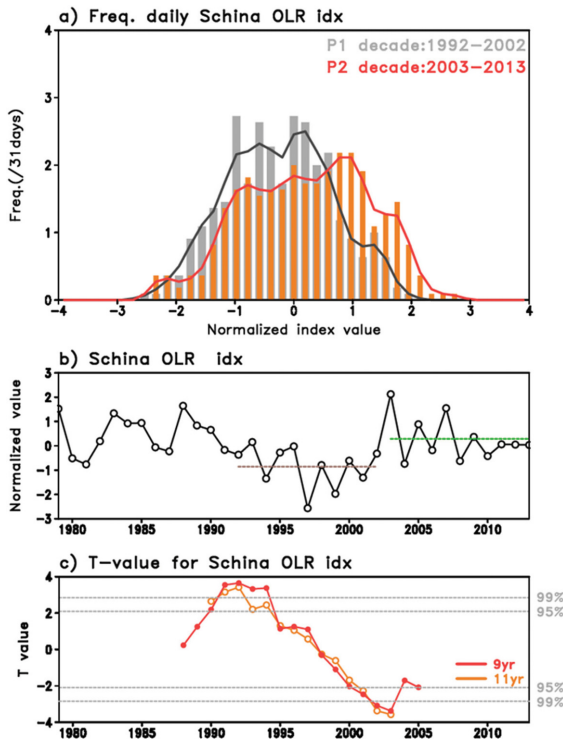 a) Freq. daily Schina OLR idx
P1 decade:1992-2002
P2 decade:2003-2013
Freq.(/31days)
4
3
2
1
0
-4 -3 -2 -1 0 1 2 3 4
Normalized index value
b) Schina OLR idx
Normalized value
3
2
1
0
-1
-2
-3
1980 1985 1990 1995 2000 2005 2010
c) T-value for Schina OLR idx
T value
4
2
0
-2
-4
99%
95%
95%
99%
9yr
11yr
1980 1985 1990 1995 2000 2005 2010